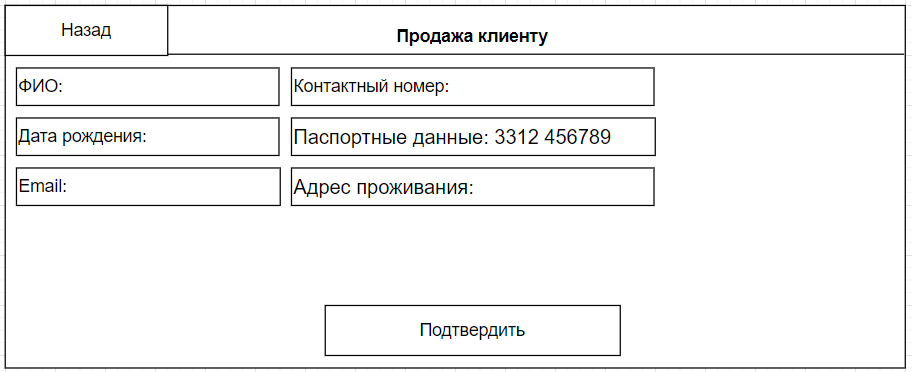 Назад
Продажа клиенту
ФИО:
Контактный номер:
Дата рождения:
Паспортные данные: 3312 456789
Email:
Адрес проживания:
Подтвердить